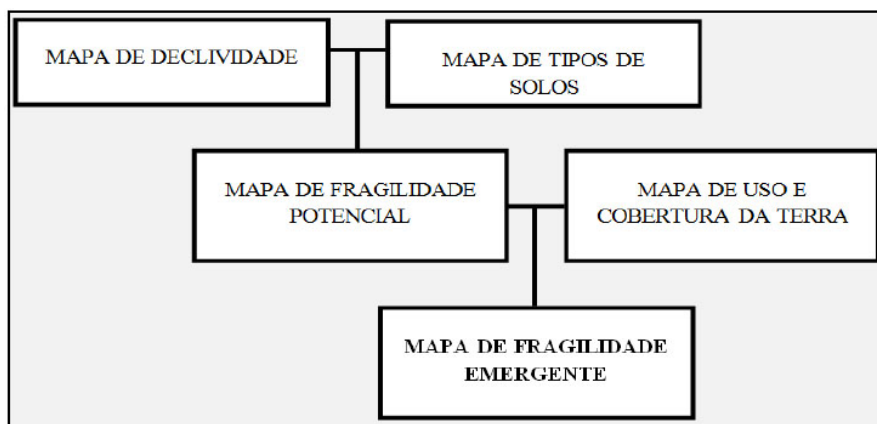 MAPA DE DECLIVIDADE
MAPA DE TIPOS DE
SOLOS
MAPA DE FRAGILIDADE
POTENCIAL
MAPA DE USO E
COBERTURA DA TERRA
MAPA DE FRAGILIDADE
EMERGENTE